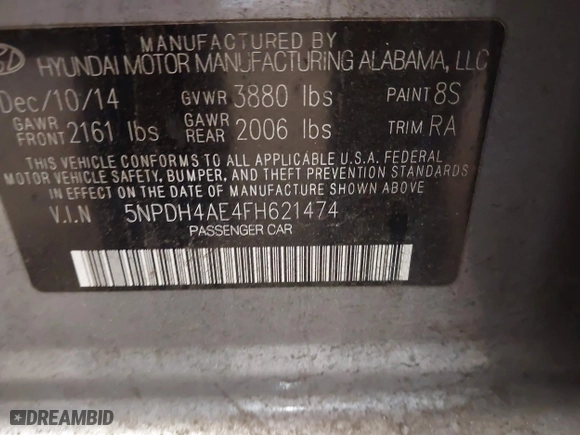 MANUFACTURED BY
HYUNDAI MOTOR MANUFACTURING ALABAMA, LLC
Dec/10/14 GVWR 3880 lbs PAINT 8S
GAWR FRONT 2161 lbs GAWR REAR 2006 lbs TRIM RA
THIS VEHICLE CONFORMS TO ALL APPLICABLE U.S.A. FEDERAL
MOTOR VEHICLE SAFETY, BUMPER, AND THEFT PREVENTION STANDARDS
IN EFFECT ON THE DATE OF MANUFACTURE SHOWN ABOVE.
V.I.N 5NPDH4AE4FH621474
PASSENGER CAR
DREAMBID